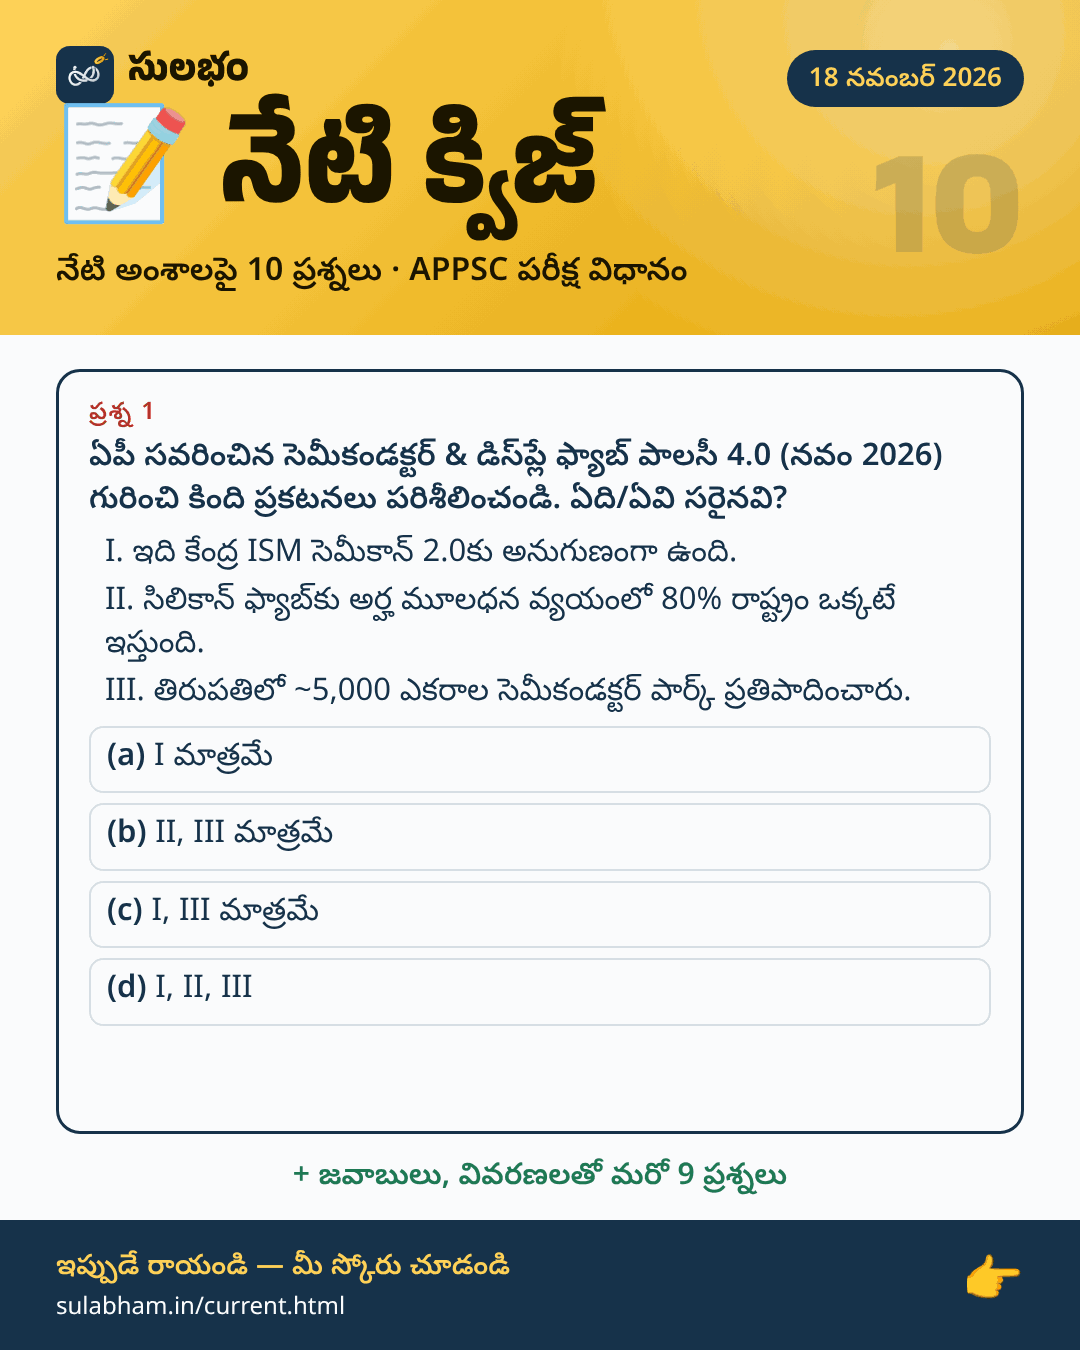 సులభం
18 నవంబర్ 2026
నేటి క్విజ్
10
నేటి అంశాలపై 10 ప్రశ్నలు · APPSC పరీక్ష విధానం
ప్రశ్న 1
ఏపీ సవరించిన సెమీకండక్టర్ & డిస్‌ప్లే ఫ్యాబ్ పాలసీ 4.0 (నవం 2026)
గురించి కింది ప్రకటనలు పరిశీలించండి. ఏది/ఏవి సరైనవి?
I. ఇది కేంద్ర ISM సెమీకాన్ 2.0కు అనుగుణంగా ఉంది.
II. సిలికాన్ ఫ్యాబ్‌కు అర్హ మూలధన వ్యయంలో 80% రాష్ట్రం ఒక్కటే
ఇస్తుంది.
III. తిరుపతిలో ~5,000 ఎకరాల సెమీకండక్టర్ పార్క్ ప్రతిపాదించారు.
(a) I మాత్రమే
(b) II, III మాత్రమే
(c) I, III మాత్రమే
(d) I, II, III
+ జవాబులు, వివరణలతో మరో 9 ప్రశ్నలు
ఇప్పుడే రాయండి — మీ స్కోరు చూడండి
sulabham.in/current.html